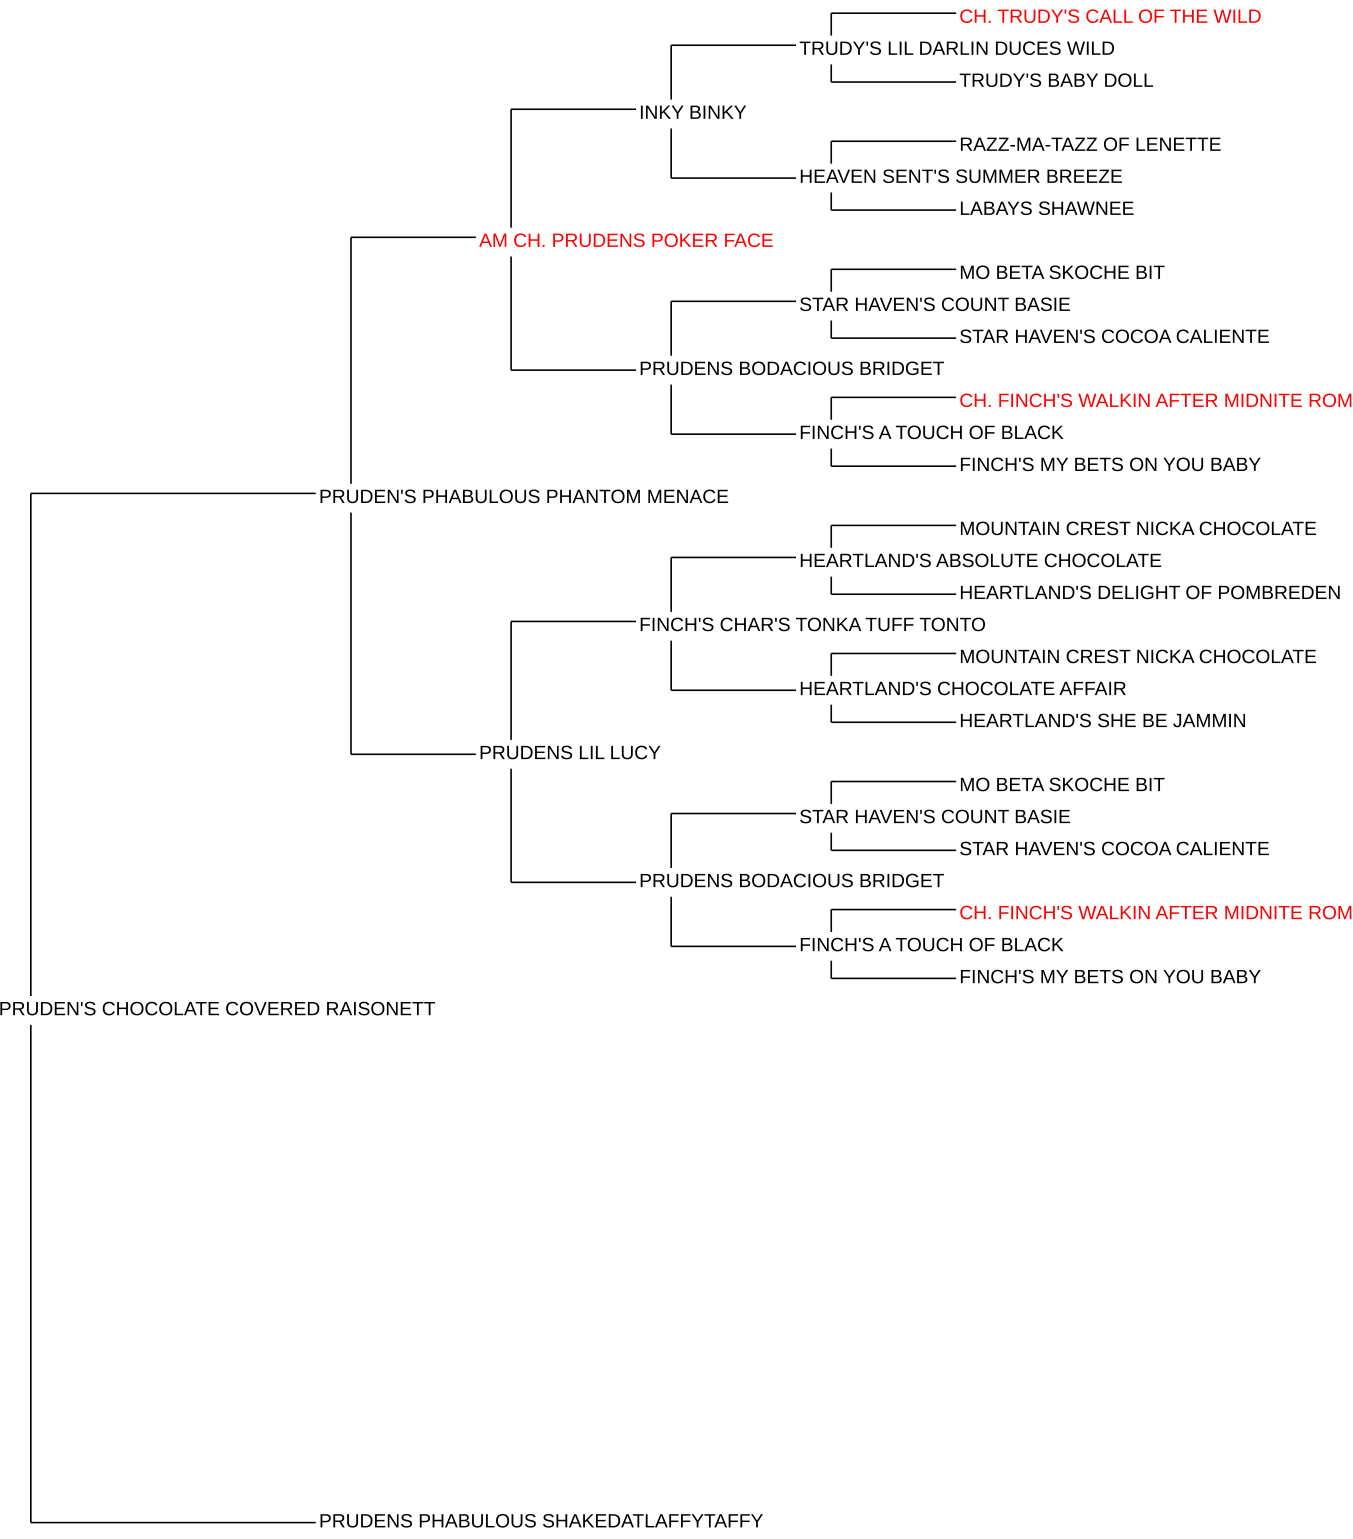 CH. TRUDY'S CALL OF THE WILD
TRUDY'S LIL DARLIN DUCES WILD
TRUDY'S BABY DOLL
INKY BINKY
RAZZ-MA-TAZZ OF LENETTE
HEAVEN SENT'S SUMMER BREEZE
LABAYS SHAWNEE
AM CH. PRUDENS POKER FACE
MO BETA SKOCHE BIT
STAR HAVEN'S COUNT BASIE
STAR HAVEN'S COCOA CALIENTE
PRUDENS BODACIOUS BRIDGET
CH. FINCH'S WALKIN AFTER MIDNITE ROM
FINCH'S A TOUCH OF BLACK
FINCH'S MY BETS ON YOU BABY
PRUDEN'S PHABULOUS PHANTOM MENACE
MOUNTAIN CREST NICKA CHOCOLATE
HEARTLAND'S ABSOLUTE CHOCOLATE
HEARTLAND'S DELIGHT OF POMBREDEN
FINCH'S CHAR'S TONKA TUFF TONTO
MOUNTAIN CREST NICKA CHOCOLATE
HEARTLAND'S CHOCOLATE AFFAIR
HEARTLAND'S SHE BE JAMMIN
PRUDENS LIL LUCY
MO BETA SKOCHE BIT
STAR HAVEN'S COUNT BASIE
STAR HAVEN'S COCOA CALIENTE
PRUDENS BODACIOUS BRIDGET
CH. FINCH'S WALKIN AFTER MIDNITE ROM
FINCH'S A TOUCH OF BLACK
FINCH'S MY BETS ON YOU BABY
PRUDEN'S CHOCOLATE COVERED RAISONETT
PRUDENS PHABULOUS SHAKEDATLAFFYTAFFY